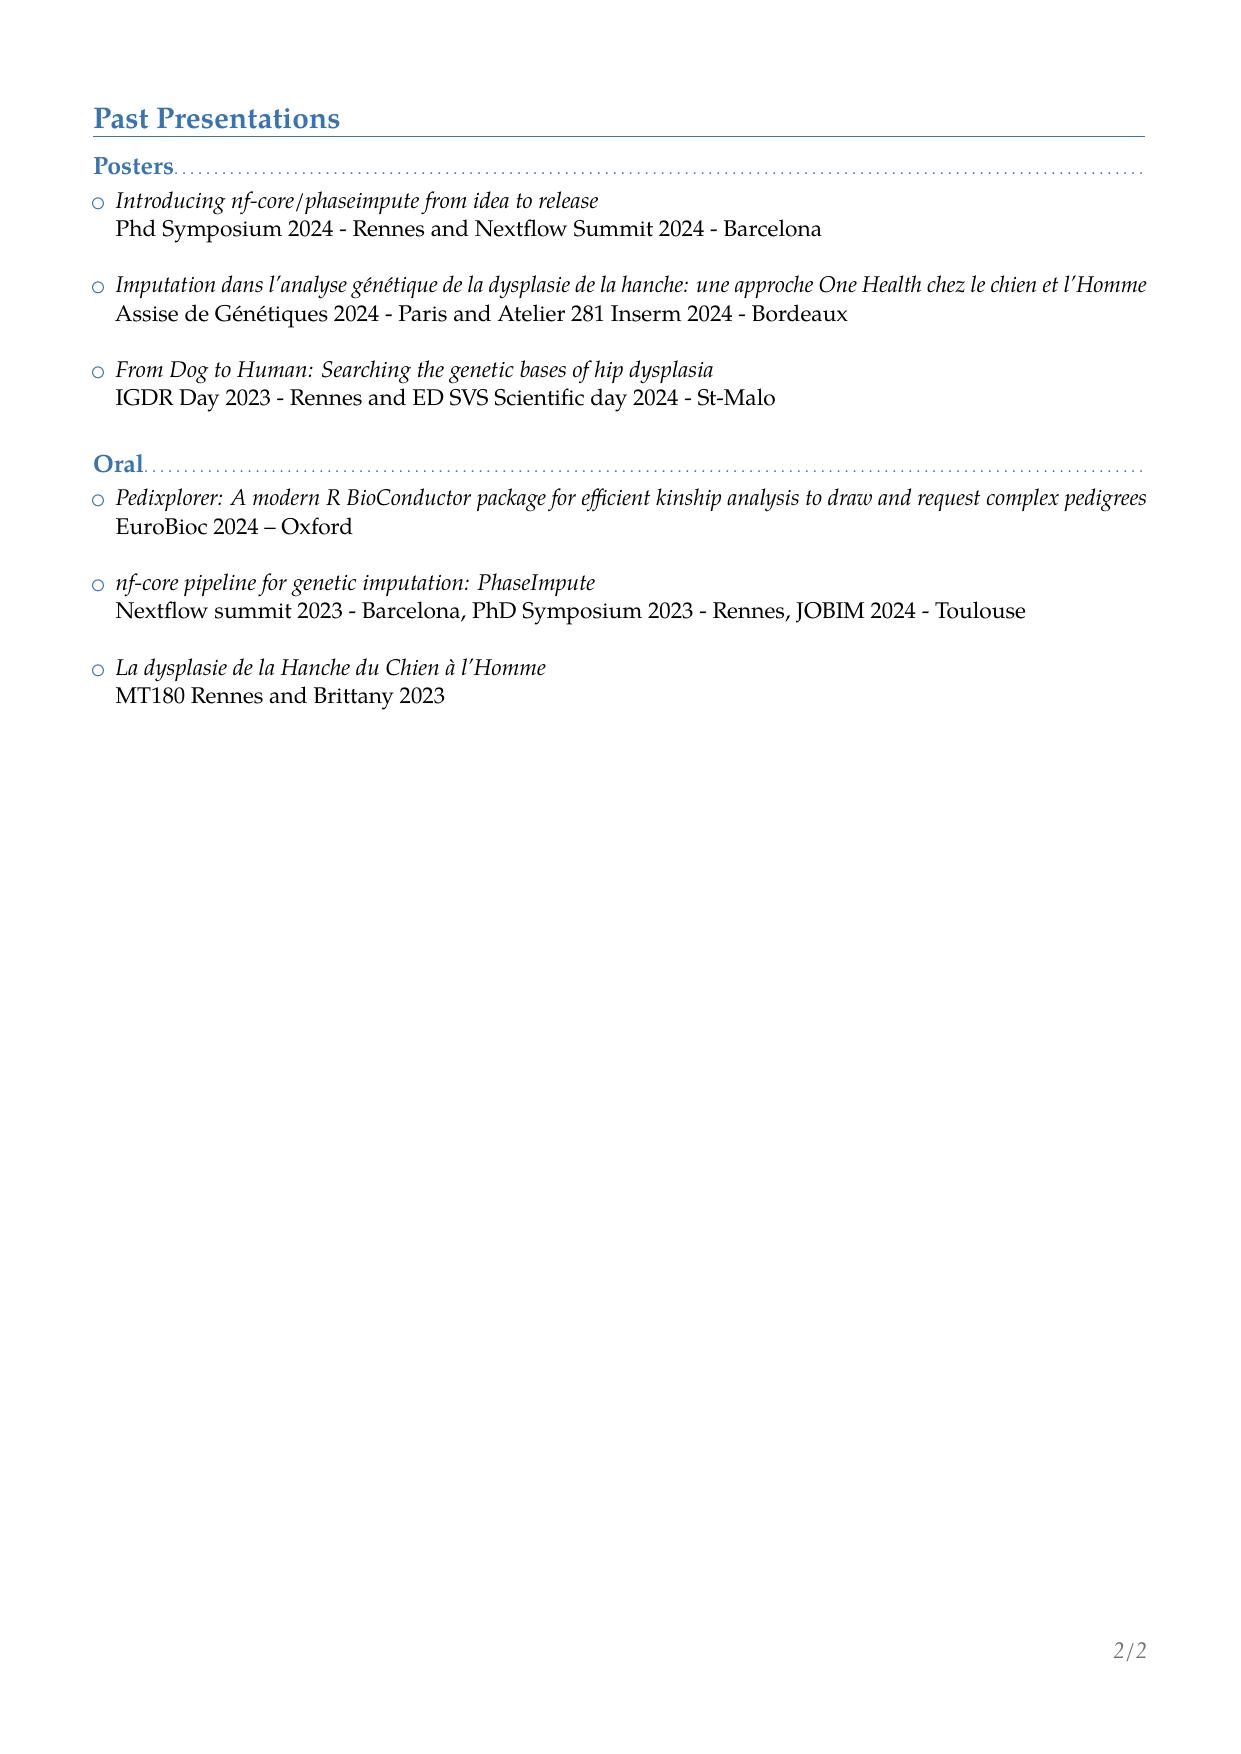 Past Presentations
Posters
Introducing nf-core/phaseimpute from idea to release
Phd Symposium 2024 - Rennes and Nextflow Summit 2024 - Barcelona
Imputation dans l'analyse génétique de la dysplasie de la hanche: une approche One Health chez le chien et l'Homme
Assise de Génétiques 2024 - Paris and Atelier 281 Inserm 2024 - Bordeaux
From Dog to Human: Searching the genetic bases of hip dysplasia
IGDR Day 2023 - Rennes and ED SVS Scientific day 2024 - St-Malo
Oral
Pedixplorer: A modern R BioConductor package for efficient kinship analysis to draw and request complex pedigrees
EuroBioc 2024 – Oxford
nf-core pipeline for genetic imputation: PhaseImpute
Nextflow summit 2023 - Barcelona, PhD Symposium 2023 - Rennes, JOBIM 2024 - Toulouse
La dysplasie de la Hanche du Chien à l'Homme
MT180 Rennes and Brittany 2023
2/2